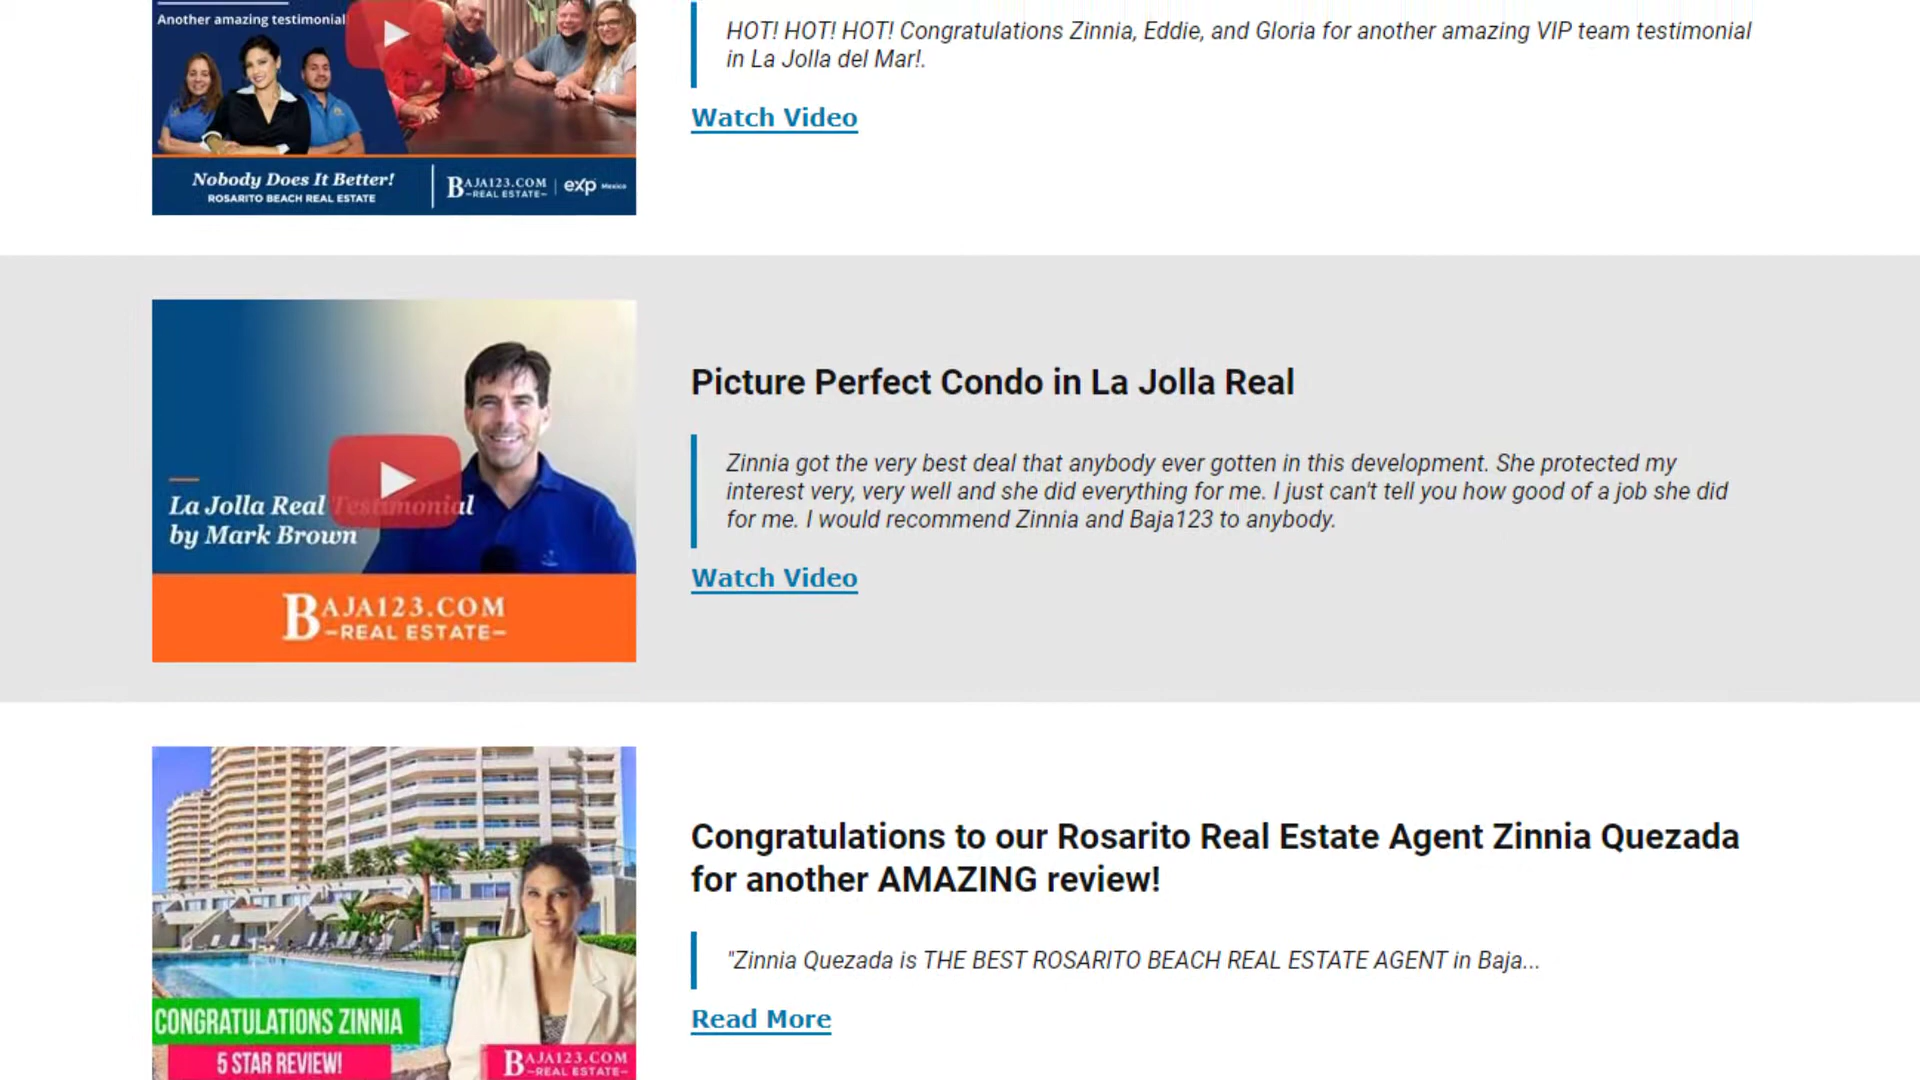 Another amazing testimonial
Nobody Does It Better!
ROSARITO BEACH REAL ESTATE
BAJA123.COM
–REAL ESTATE–
exp Mexico
HOT! HOT! HOT! Congratulations Zinnia, Eddie, and Gloria for another amazing VIP team testimonial
in La Jolla del Mar!.
Watch Video
La Jolla Real Testimonial
by Mark Brown
BAJA123.COM
–REAL ESTATE–
Picture Perfect Condo in La Jolla Real
Zinnia got the very best deal that anybody ever gotten in this development. She protected my
interest very, very well and she did everything for me. I just can't tell you how good of a job she did
for me. I would recommend Zinnia and Baja123 to anybody.
Watch Video
CONGRATULATIONS ZINNIA
5 STAR REVIEW!
BAJA123.COM
–REAL ESTATE–
Congratulations to our Rosarito Real Estate Agent Zinnia Quezada
for another AMAZING review!
"Zinnia Quezada is THE BEST ROSARITO BEACH REAL ESTATE AGENT in Baja...
Read More